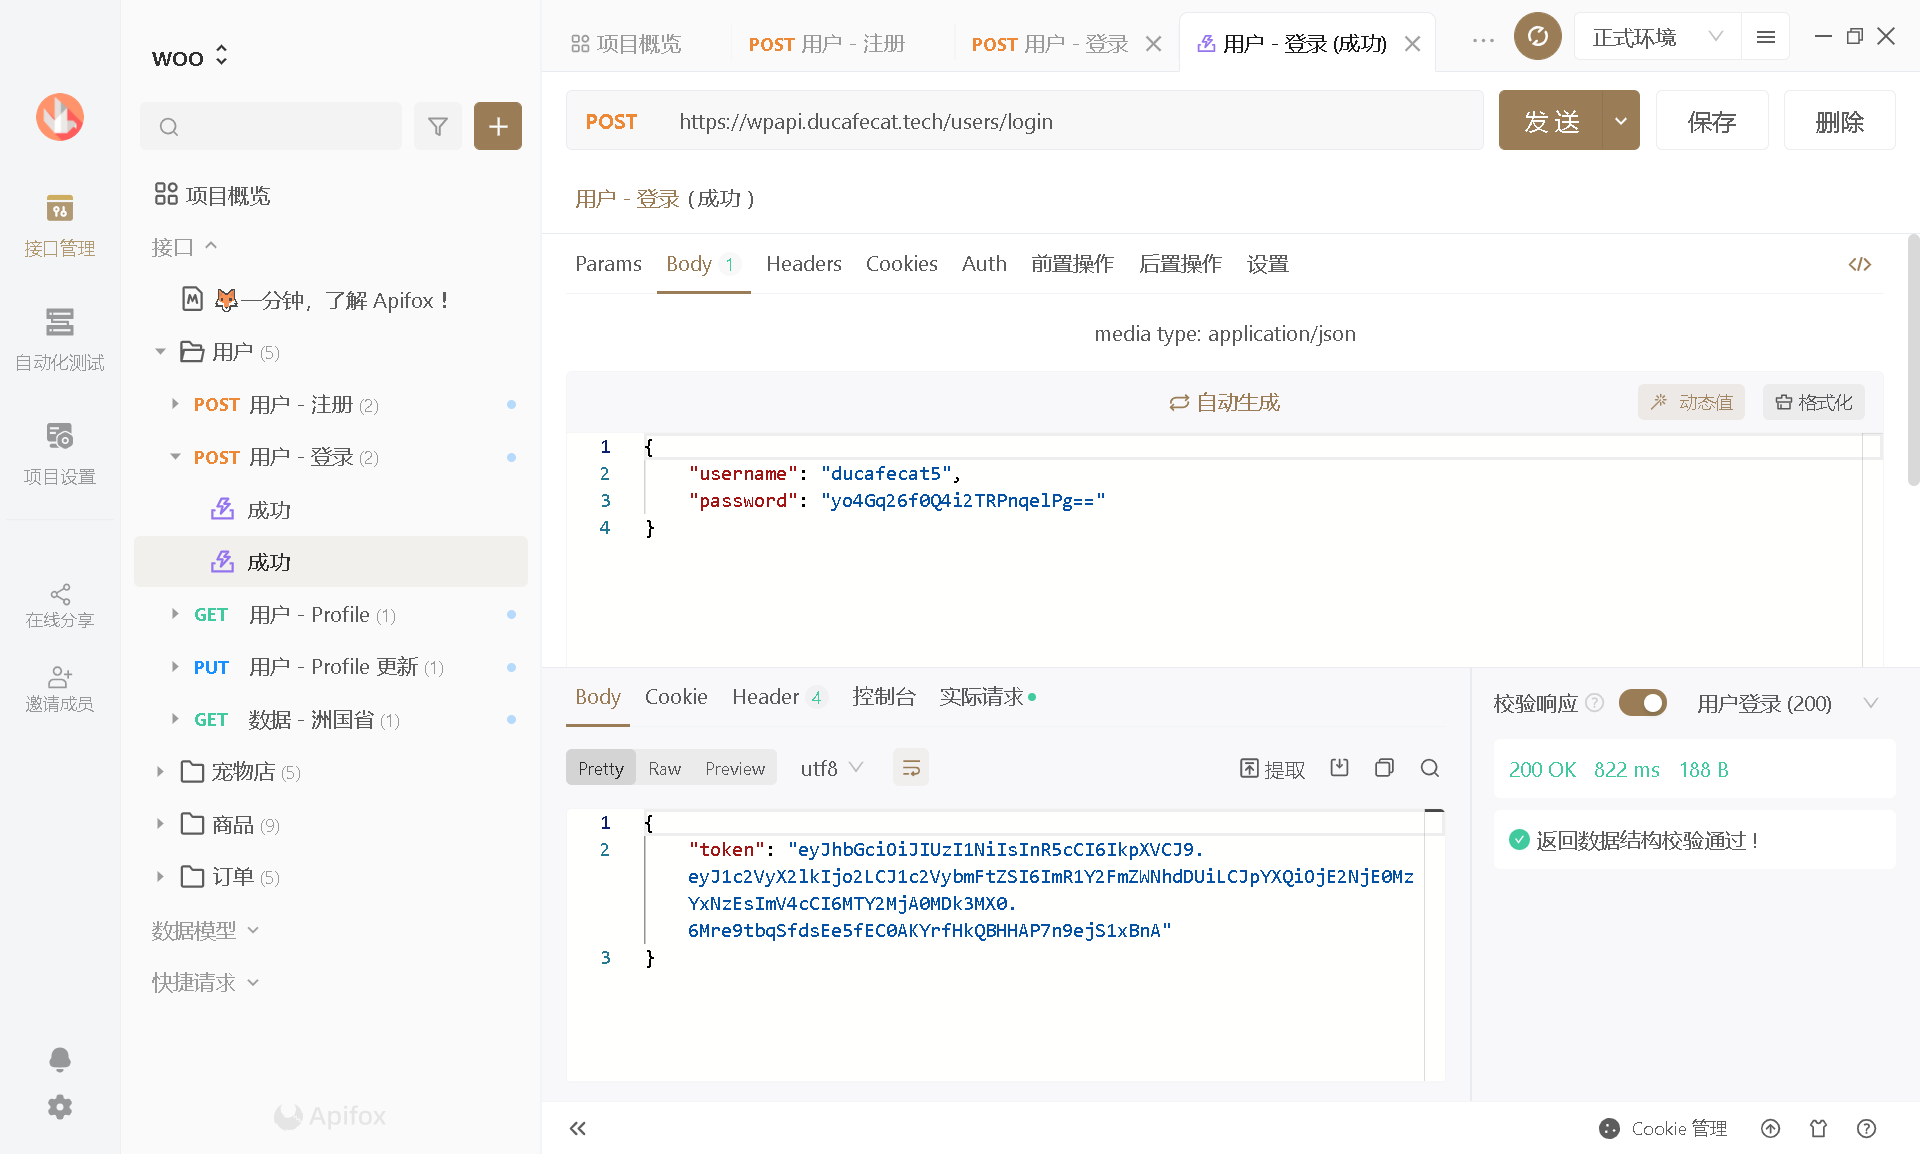 WOO
接口管理
自动化测试
项目设置
在线分享
邀请成员
项目概览
接口
一分钟，了解 Apifox！
用户 (5)
POST 用户 - 注册 (2)
POST 用户 - 登录 (2)
成功
成功
GET 用户 - Profile (1)
PUT 用户 - Profile 更新 (1)
GET 数据 - 洲国省 (1)
宠物店 (5)
商品 (9)
订单 (5)
数据模型
快捷请求
Apifox
项目概览
POST 用户 - 注册
POST 用户 - 登录
用户 - 登录 (成功)
正式环境
POST https://wpapi.ducafecat.tech/users/login
发 送
保存
删除
用户 - 登录 (成功 )
Params Body 1 Headers Cookies Auth 前置操作 后置操作 设置
media type: application/json
自动生成
动态值
格式化
1 {
2 "username": "ducafecat5",
3 "password": "yo4Gq26f0Q4i2TRPnqelPg=="
4 }
Body Cookie Header 4 控制台 实际请求
Pretty Raw Preview utf8
提取
1 {
2 "token": "eyJhbGciOiJIUzI1NiIsInR5cCI6IkpXVCJ9.
eyJ1c2VyX2lkIjo2LCJ1c2VybmFtZSI6ImR1Y2FmZWNhdDUiLCJpYXQiOjE2NjE0Mz
YxNzEsImV4cCI6MTY2MjA0MDk3MX0.
6Mre9tbqSfdsEe5fEC0AKYrfHkQBHHAP7n9ejS1xBnA"
3 }
校验响应 用户登录 (200)
200 OK 822 ms 188 B
返回数据结构校验通过！
Cookie 管理